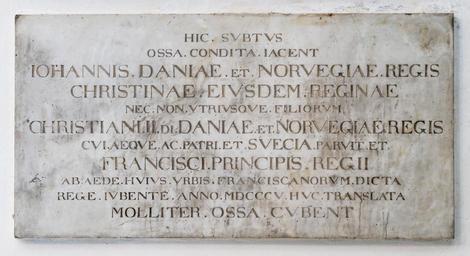 HIC . SVBTVS
OSSA . CONDITA . IACENT
IOHANNIS . DANIAE . ET . NORVEGIAE . REGIS
CHRISTINAE . EIVSDEM . REGINAE
NEC . NON . VTRIVSQVE . FILIORVM
CHRISTIANI . II . DI . DANIAE . ET . NORVEGIAE . REGIS
CVI . AEQVE . AC . PATRI . ET . SVECIA . PARVIT . ET
FRANCISCI . PRINCIPIS . REGII
AB . AEDE . HVIVS . VRBIS . FRANCISCANORVM . DICTA
REGE . IVBENTE . ANNO . MDCCCV . HVC . TRANSLATA
MOLLITER . OSSA . CVBENT